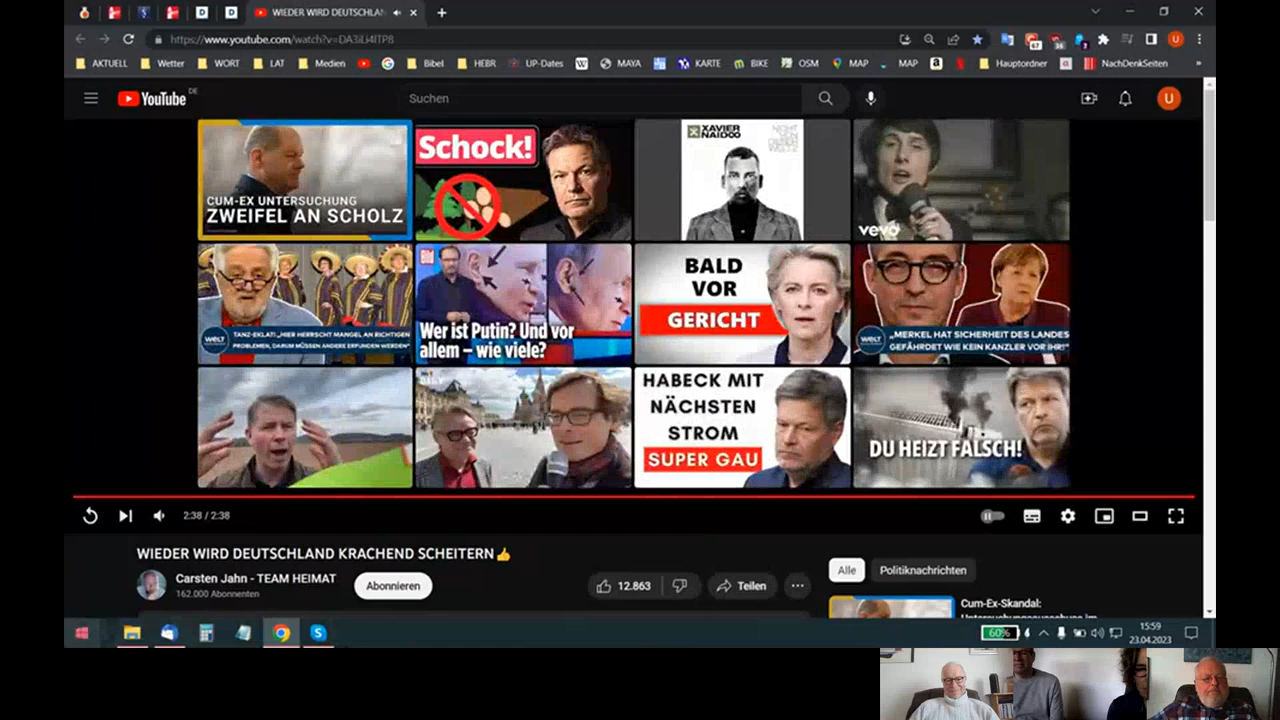 WIEDER WIRD DEUTSCHLAN
https://www.youtube.com/watch?v=DA3iLi4lTP8
AKTUELL Wetter WORT LAT Medien Bibel HEBR UP-Dates MAYA KARTE BIKE OSM MAP MAP Hauptordner NachDenkSeiten »
YouTube DE
Suchen
U
CUM-EX UNTERSUCHUNG
ZWEIFEL AN SCHOLZ
Schock!
XAVIER
NAIDOO
vevo
WELT
TANZ-EKLAT! „HIER HERRSCHT MANGEL AN RICHTIGEN
PROBLEMEN, DARUM MÜSSEN ANDERE ERFUNDEN WERDEN"
Bild
Wer ist Putin? Und vor
allem – wie viele?
BALD
VOR
GERICHT
WELT
„MERKEL HAT SICHERHEIT DES LANDES
GEFÄHRDET WIE KEIN KANZLER VOR IHR!"
HABECK MIT
NÄCHSTEN
STROM
SUPER GAU
DU HEIZT FALSCH!
2:38 / 2:38
WIEDER WIRD DEUTSCHLAND KRACHEND SCHEITERN👍
Carsten Jahn - TEAM HEIMAT
162.000 Abonnenten
Abonnieren
12.863
Teilen
Alle
Politiknachrichten
Cum-Ex-Skandal:
60%
15:59
23.04.2023